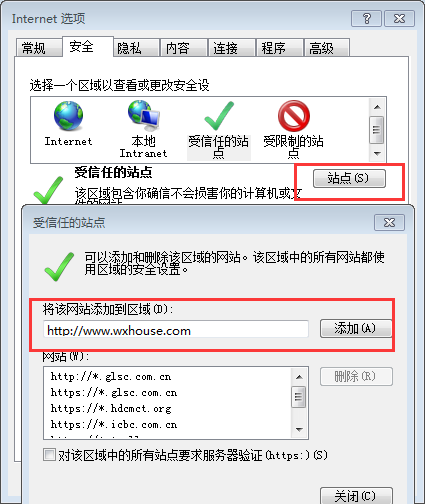 Internet 选项
常规 安全 隐私 内容 连接 程序 高级
选择一个区域以查看或更改安全设
Internet 本地 Intranet 受信任的站点 受限制的站点
受信任的站点
站点(S)
该区域包含你确信不会损害你的计算机或文
受信任的站点
可以添加和删除该区域的网站。该区域中的所有网站都使
用区域的安全设置。
将该网站添加到区域(D):
http://www.wxhouse.com 添加(A)
网站(W):
http://*.glsc.com.cn 删除(R)
https://*.glsc.com.cn
https://*.hdcmct.org
https://*.icbc.com.cn
对该区域中的所有站点要求服务器验证(https:)(S)
关闭(C)